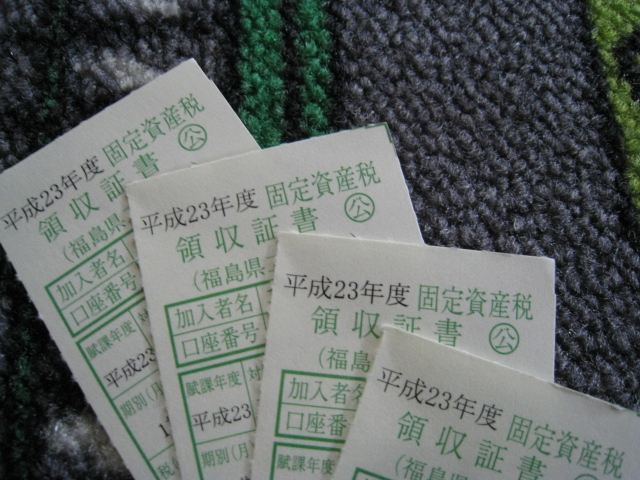 平成23年度 固定資産税
領収証書 公
(福島県
加入者名
口座番号
賦課年度
平成23
期別(月
平成23年度 固定資産税
領収証書 公
(福島県
加入者名
口座番号
賦課年度
平成23
期別(月
平成23年度 固定資産税
領収証書 公
(福島
加入者名
口座番号
賦課年度
平成23年度 固定資産税
領収証書
(福島県